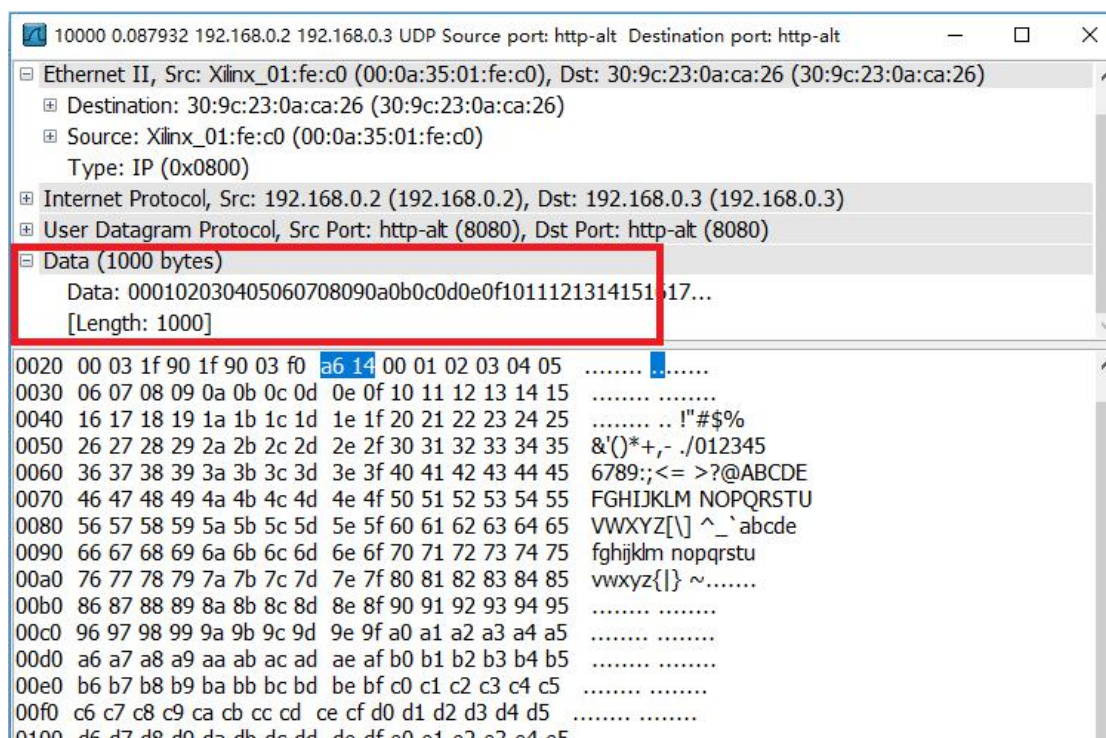 10000 0.087932 192.168.0.2 192.168.0.3 UDP Source port: http-alt Destination port: http-alt
Ethernet II, Src: Xilinx_01:fe:c0 (00:0a:35:01:fe:c0), Dst: 30:9c:23:0a:ca:26 (30:9c:23:0a:ca:26)
Destination: 30:9c:23:0a:ca:26 (30:9c:23:0a:ca:26)
Source: Xilinx_01:fe:c0 (00:0a:35:01:fe:c0)
Type: IP (0x0800)
Internet Protocol, Src: 192.168.0.2 (192.168.0.2), Dst: 192.168.0.3 (192.168.0.3)
User Datagram Protocol, Src Port: http-alt (8080), Dst Port: http-alt (8080)
Data (1000 bytes)
Data: 000102030405060708090a0b0c0d0e0f1011121314151617...
[Length: 1000]
0020 00 03 1f 90 1f 90 03 f0 a6 14 00 01 02 03 04 05 ........ ........
0030 06 07 08 09 0a 0b 0c 0d 0e 0f 10 11 12 13 14 15 ........ ........
0040 16 17 18 19 1a 1b 1c 1d 1e 1f 20 21 22 23 24 25 ........ .. !"#$%
0050 26 27 28 29 2a 2b 2c 2d 2e 2f 30 31 32 33 34 35 &'()*+,- ./012345
0060 36 37 38 39 3a 3b 3c 3d 3e 3f 40 41 42 43 44 45 6789:;<= >?@ABCDE
0070 46 47 48 49 4a 4b 4c 4d 4e 4f 50 51 52 53 54 55 FGHIJKLM NOPQRSTU
0080 56 57 58 59 5a 5b 5c 5d 5e 5f 60 61 62 63 64 65 VWXYZ[\] ^_`abcde
0090 66 67 68 69 6a 6b 6c 6d 6e 6f 70 71 72 73 74 75 fghijklm nopqrstu
00a0 76 77 78 79 7a 7b 7c 7d 7e 7f 80 81 82 83 84 85 vwxyz{|} ~.......
00b0 86 87 88 89 8a 8b 8c 8d 8e 8f 90 91 92 93 94 95 ........ ........
00c0 96 97 98 99 9a 9b 9c 9d 9e 9f a0 a1 a2 a3 a4 a5 ........ ........
00d0 a6 a7 a8 a9 aa ab ac ad ae af b0 b1 b2 b3 b4 b5 ........ ........
00e0 b6 b7 b8 b9 ba bb bc bd be bf c0 c1 c2 c3 c4 c5 ........ ........
00f0 c6 c7 c8 c9 ca cb cc cd ce cf d0 d1 d2 d3 d4 d5 ........ ........